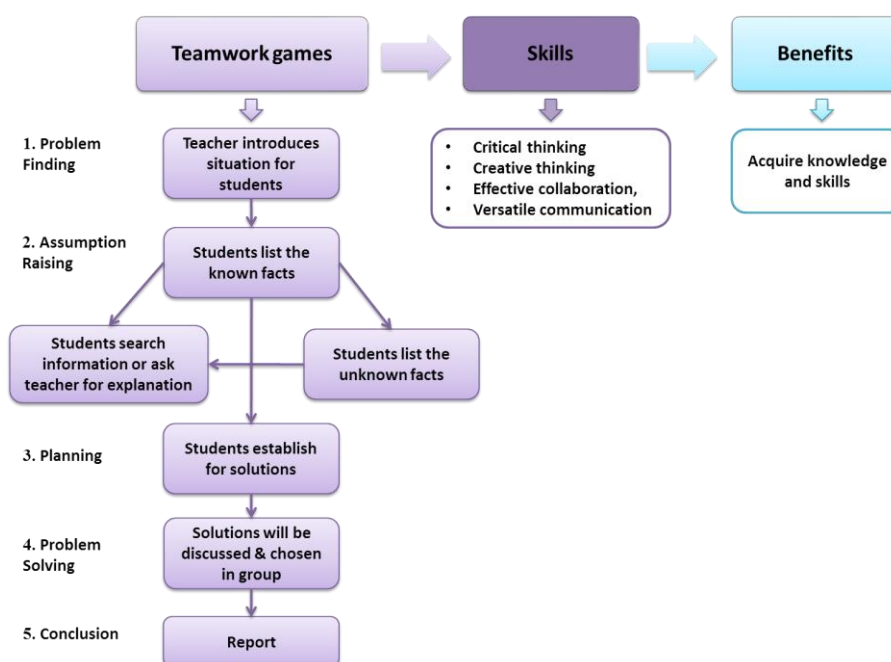 Teamwork games
Skills
Benefits
1. Problem
Finding
Teacher introduces
situation for
students
• Critical thinking
• Creative thinking
• Effective collaboration,
• Versatile communication
Acquire knowledge
and skills
2. Assumption
Raising
Students list the
known facts
Students search
information or ask
teacher for explanation
Students list the
unknown facts
3. Planning
Students establish
for solutions
4. Problem
Solving
Solutions will be
discussed & chosen
in group
5. Conclusion
Report